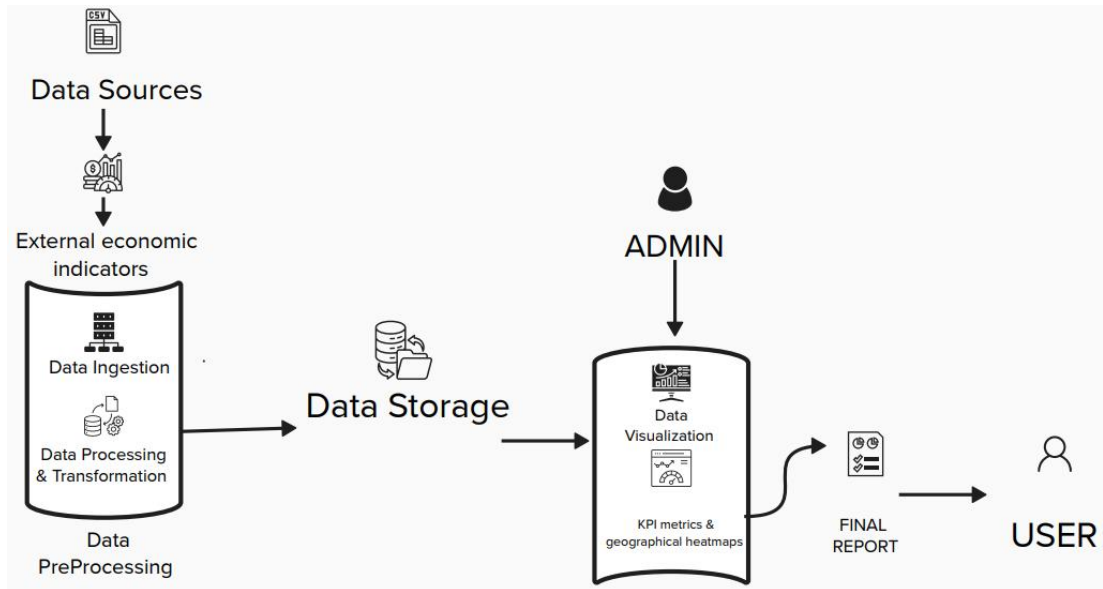 CSV
Data Sources
External economic
indicators
Data Ingestion
Data Processing
& Transformation
Data
PreProcessing
Data Storage
ADMIN
Data
Visualization
KPI metrics &
geographical heatmaps
FINAL
REPORT
USER